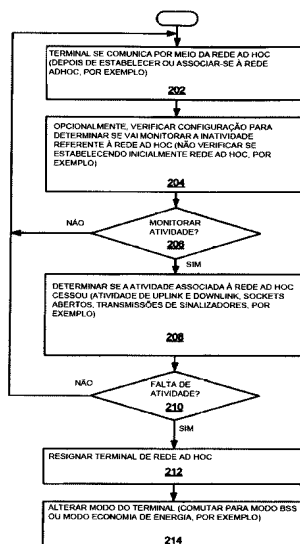 TERMINAL SE COMUNICA POR MEIO DA REDE AD HOC
(DEPOIS DE ESTABELECER OU ASSOCIAR-SE À REDE
ADHOC, POR EXEMPLO)
202
OPCIONALMENTE, VERIFICAR CONFIGURAÇÃO PARA
DETERMINAR SE VAI MONITORAR A INATIVIDADE
REFERENTE À REDE AD HOC (NÃO VERIFICAR SE
ESTABELECENDO INICIALMENTE REDE AD HOC, POR
EXEMPLO)
204
NÃO
MONITORAR
ATIVIDADE?
206
SIM
DETERMINAR SE A ATIVIDADE ASSOCIADA À REDE AD HOC
CESSOU (ATIVIDADE DE UPLINK E DOWNLINK, SOCKETS
ABERTOS, TRANSMISSÕES DE SINALIZADORES, POR
EXEMPLO)
208
NÃO
FALTA DE
ATIVIDADE?
210
SIM
RESIGNAR TERMINAL DE REDE AD HOC
212
ALTERAR MODO DO TERMINAL (COMUTAR PARA MODO BSS
OU MODO ECONOMIA DE ENERGIA, POR EXEMPLO)
214